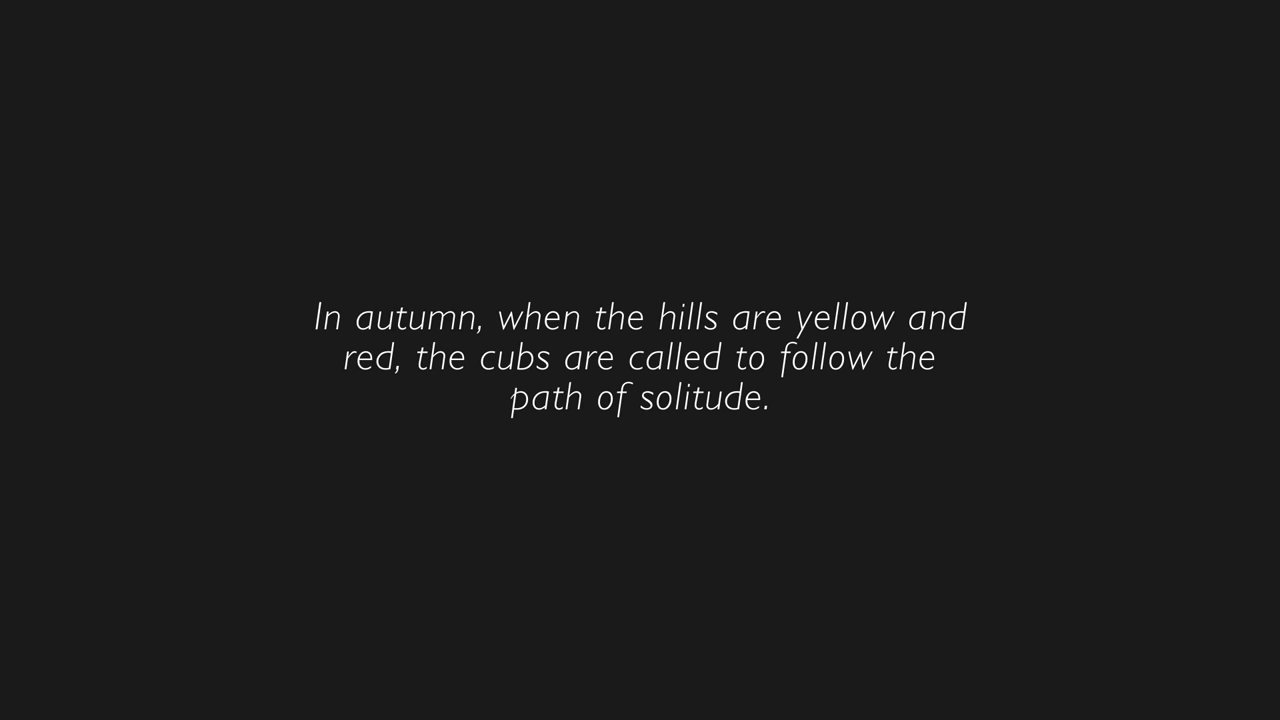 In autumn, when the hills are yellow and
red, the cubs are called to follow the
path of solitude.